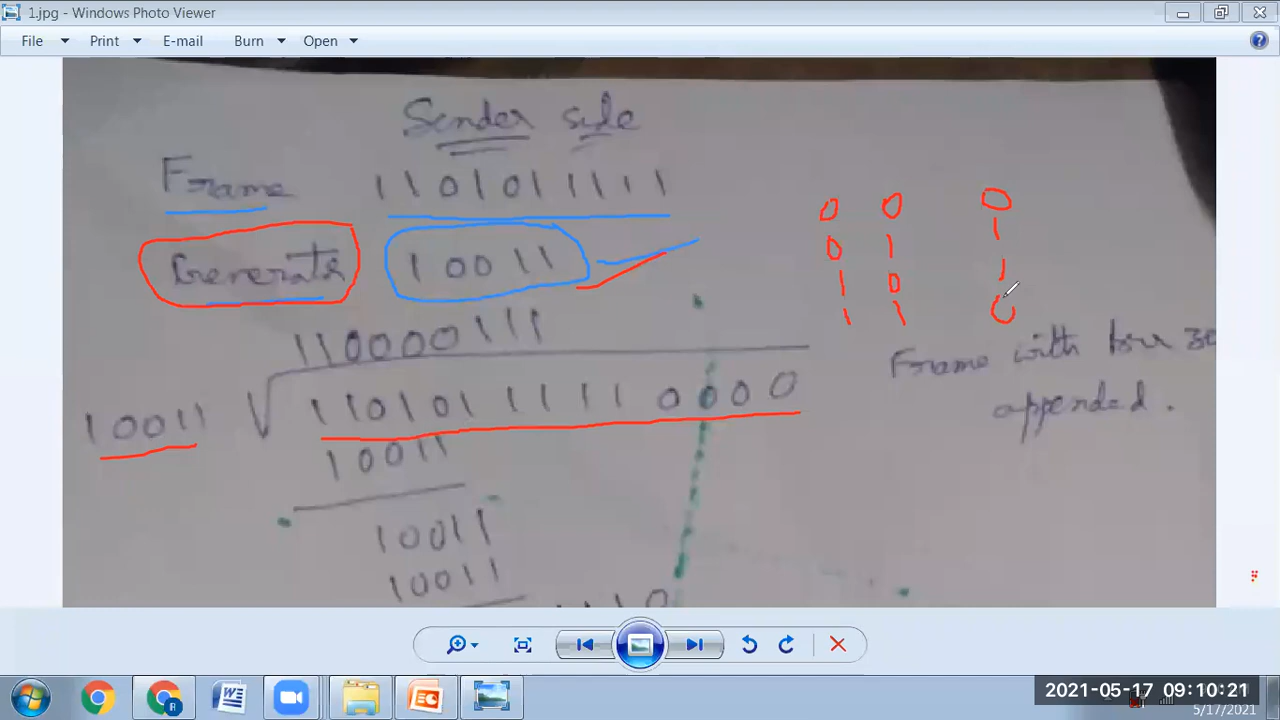 1.jpg - Windows Photo Viewer
File Print E-mail Burn Open
Sender side
Frame 1101011111
Generator 10011
110000111
10011 11010111110000
10011
10011
10011
1110
0 0 0
0 1 1
1 0 1
1 1 0
Frame with four
appended.
2021-05-17 09:10:21
5/17/2021